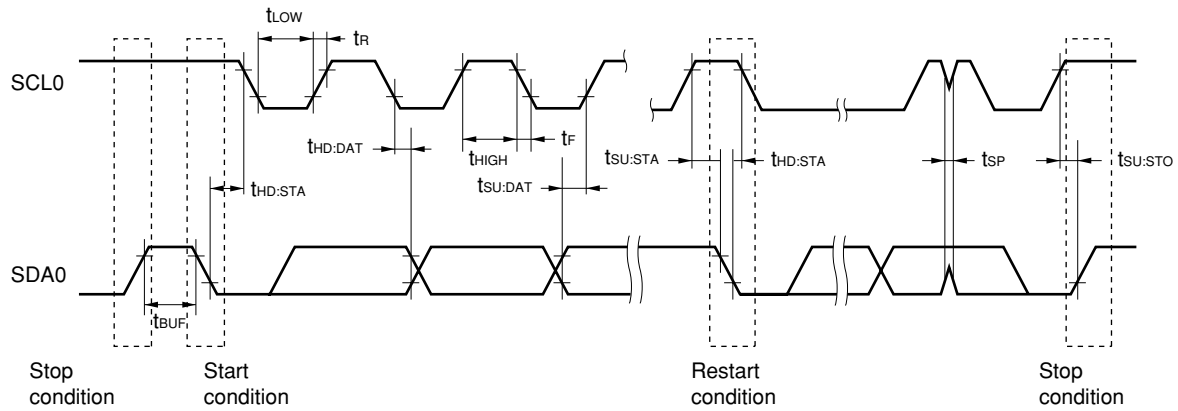 tLOW
tR
SCL0
tHD:DAT
tHIGH
tF
tSU:STA
tHD:STA
tSP
tSU:STO
tHD:STA
tSU:DAT
SDA0
tBUF
Stop
condition
Start
condition
Restart
condition
Stop
condition